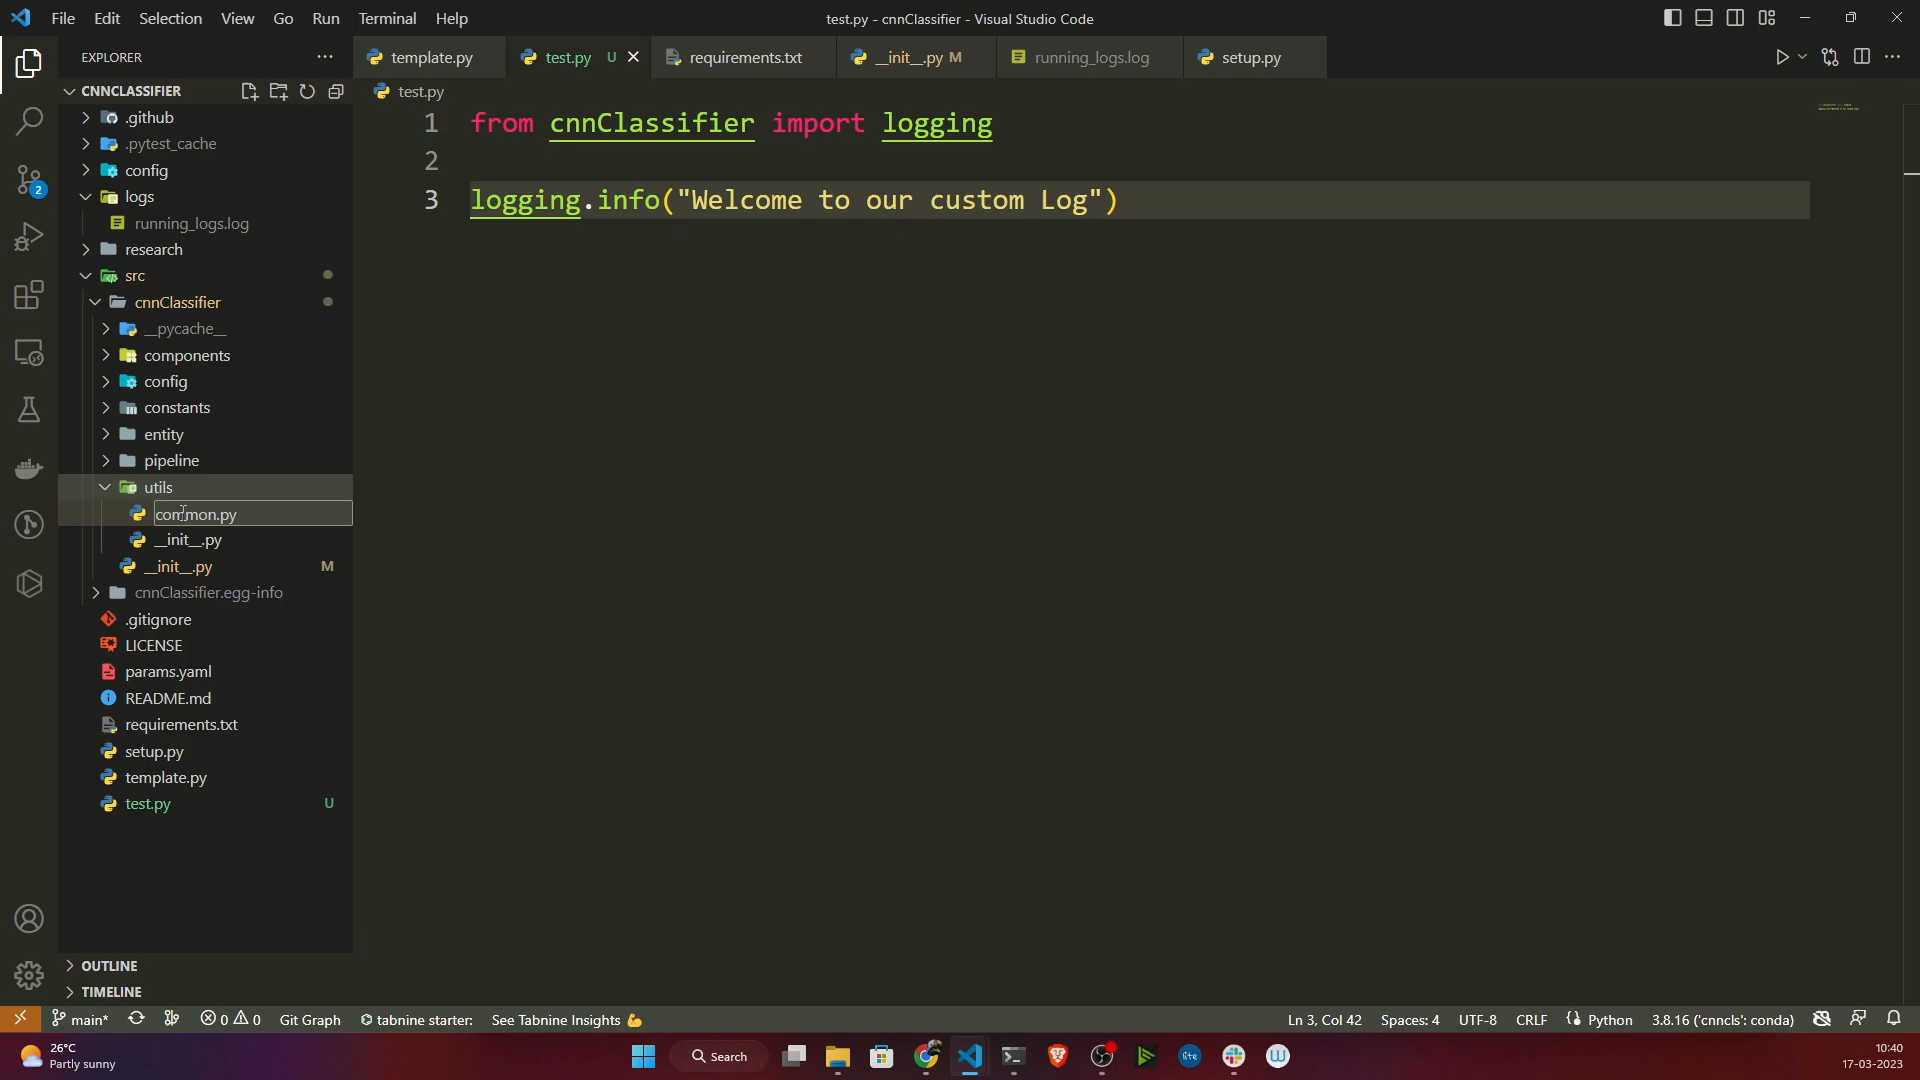 File Edit Selection View Go Run Terminal Help
test.py - cnnClassifier - Visual Studio Code
EXPLORER
template.py
test.py U
requirements.txt
__init__.py M
running_logs.log
setup.py
CNNCLASSIFIER
test.py
.github
.pytest_cache
config
logs
running_logs.log
research
src
cnnClassifier
__pycache__
components
config
constants
entity
pipeline
utils
common.py
__init__.py
__init__.py M
cnnClassifier.egg-info
.gitignore
LICENSE
params.yaml
README.md
requirements.txt
setup.py
template.py
test.py U
OUTLINE
TIMELINE
1 from cnnClassifier import logging
2
3 logging.info("Welcome to our custom Log")
2
main* 0 0 Git Graph tabnine starter: See Tabnine Insights
Ln 3, Col 42 Spaces: 4 UTF-8 CRLF Python 3.8.16 ('cnncls': conda)
26°C
Partly sunny
Search
10:40
17-03-2023